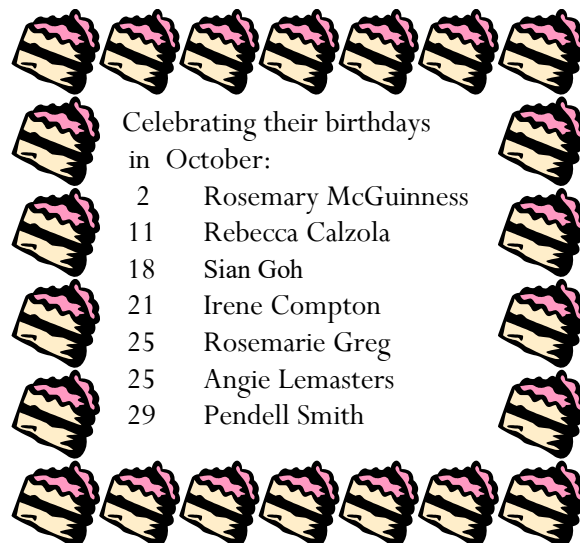 Celebrating their birthdays
in October:
2 Rosemary McGuinness
11 Rebecca Calzola
18 Sian Goh
21 Irene Compton
25 Rosemarie Greg
25 Angie Lemasters
29 Pendell Smith